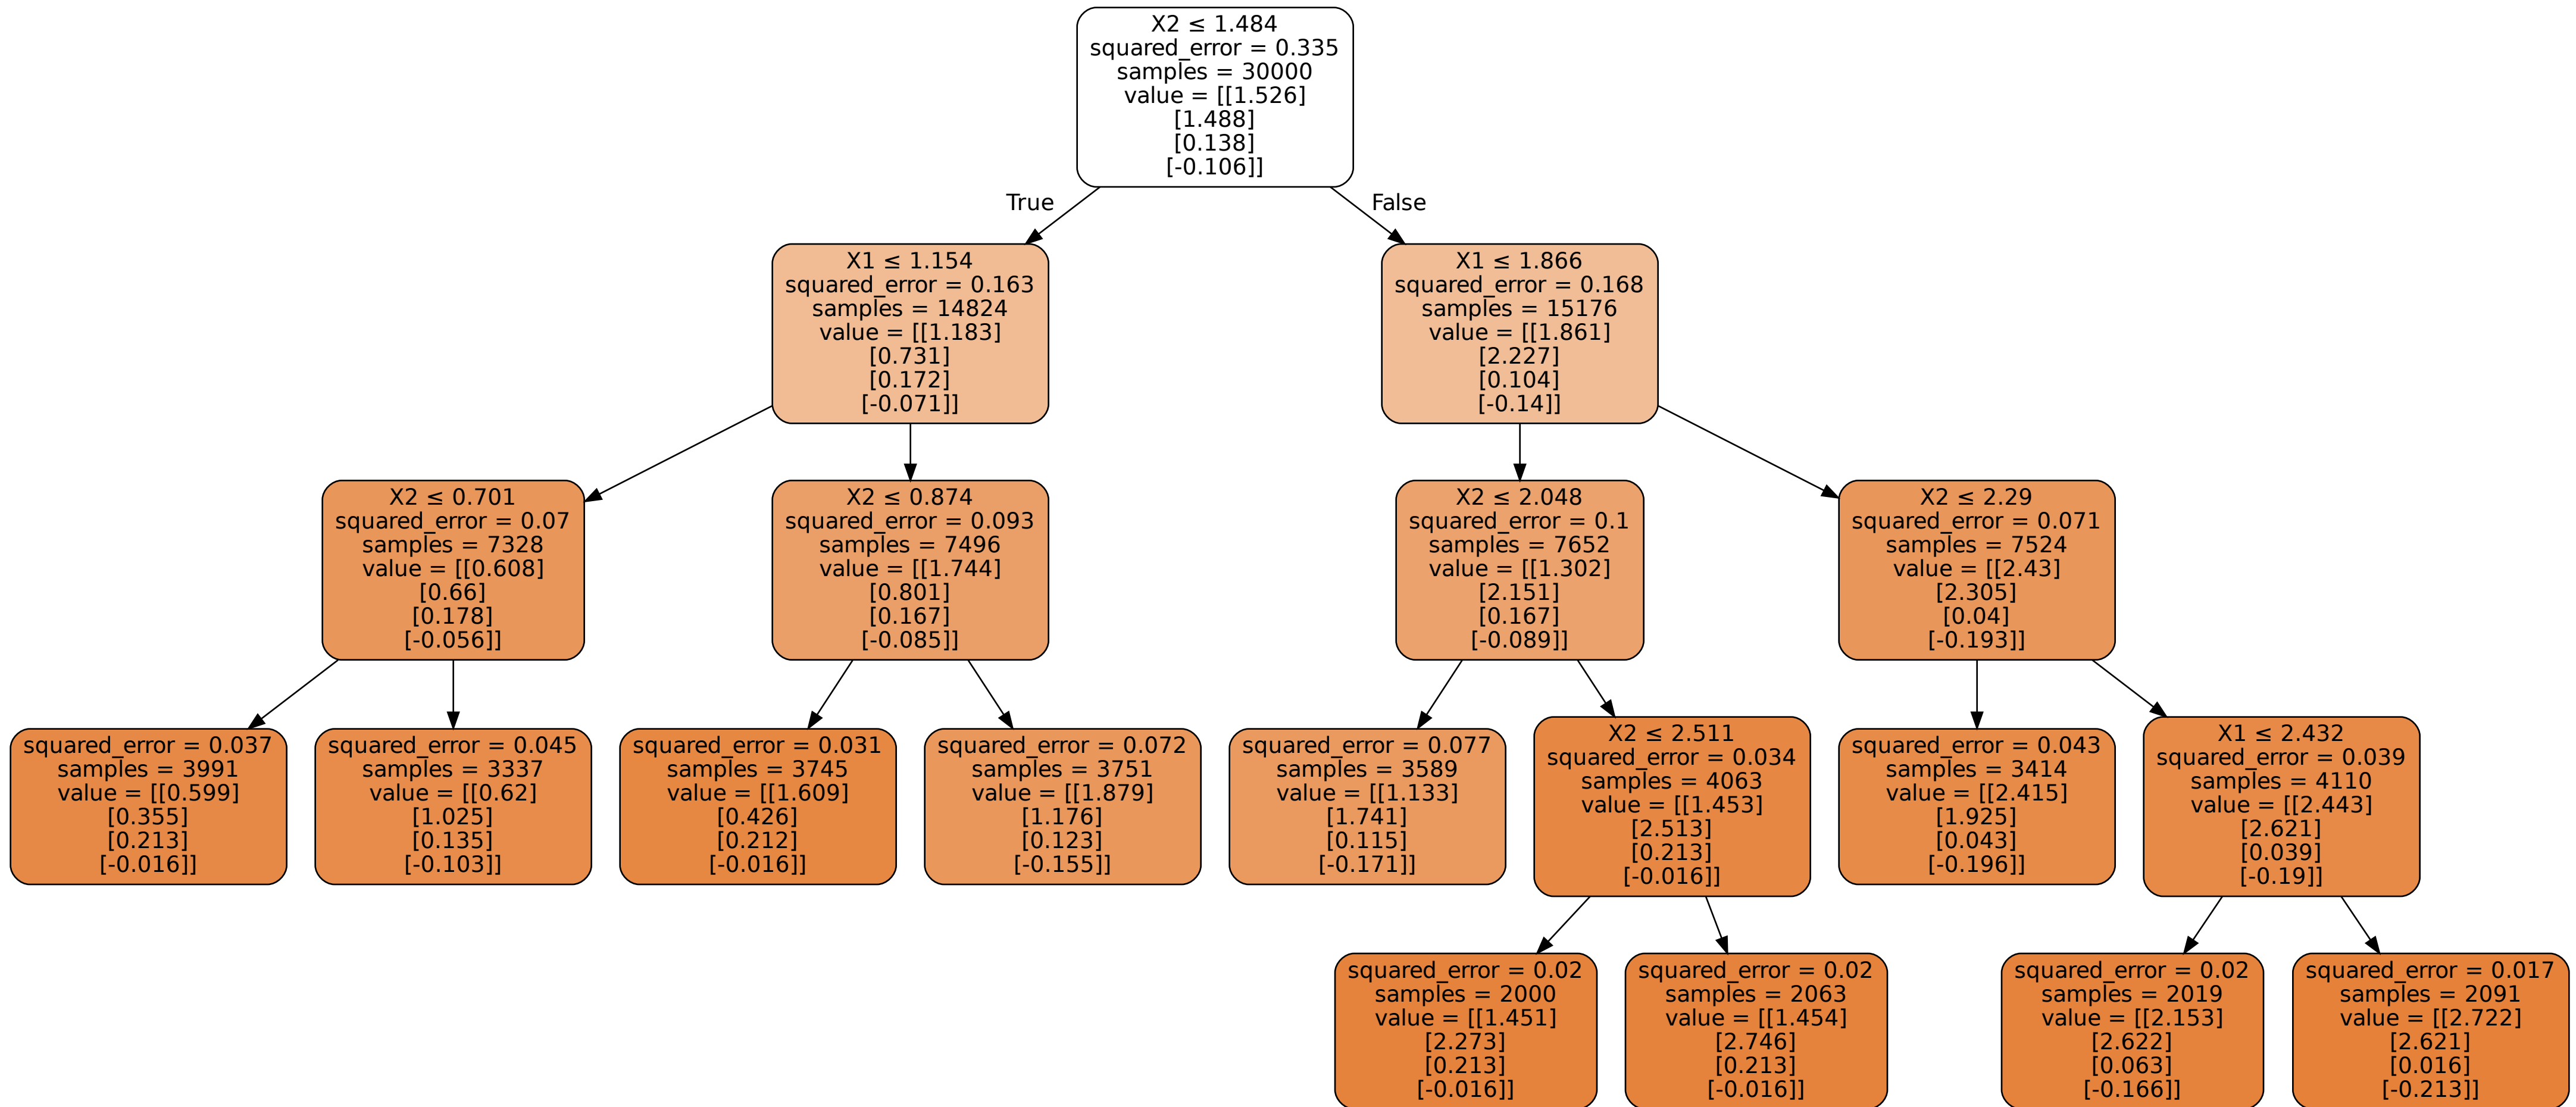 X2 ≤ 1.484
squared_error = 0.335
samples = 30000
value = [[1.526]
[1.488]
[0.138]
[-0.106]]
True
False
X1 ≤ 1.154
squared_error = 0.163
samples = 14824
value = [[1.183]
[0.731]
[0.172]
[-0.071]]
X1 ≤ 1.866
squared_error = 0.168
samples = 15176
value = [[1.861]
[2.227]
[0.104]
[-0.14]]
X2 ≤ 0.701
squared_error = 0.07
samples = 7328
value = [[0.608]
[0.66]
[0.178]
[-0.056]]
X2 ≤ 0.874
squared_error = 0.093
samples = 7496
value = [[1.744]
[0.801]
[0.167]
[-0.085]]
X2 ≤ 2.048
squared_error = 0.1
samples = 7652
value = [[1.302]
[2.151]
[0.167]
[-0.089]]
X2 ≤ 2.29
squared_error = 0.071
samples = 7524
value = [[2.43]
[2.305]
[0.04]
[-0.193]]
squared_error = 0.037
samples = 3991
value = [[0.599]
[0.355]
[0.213]
[-0.016]]
squared_error = 0.045
samples = 3337
value = [[0.62]
[1.025]
[0.135]
[-0.103]]
squared_error = 0.031
samples = 3745
value = [[1.609]
[0.426]
[0.212]
[-0.016]]
squared_error = 0.072
samples = 3751
value = [[1.879]
[1.176]
[0.123]
[-0.155]]
squared_error = 0.077
samples = 3589
value = [[1.133]
[1.741]
[0.115]
[-0.171]]
X2 ≤ 2.511
squared_error = 0.034
samples = 4063
value = [[1.453]
[2.513]
[0.213]
[-0.016]]
squared_error = 0.043
samples = 3414
value = [[2.415]
[1.925]
[0.043]
[-0.196]]
X1 ≤ 2.432
squared_error = 0.039
samples = 4110
value = [[2.443]
[2.621]
[0.039]
[-0.19]]
squared_error = 0.02
samples = 2000
value = [[1.451]
[2.273]
[0.213]
[-0.016]]
squared_error = 0.02
samples = 2063
value = [[1.454]
[2.746]
[0.213]
[-0.016]]
squared_error = 0.02
samples = 2019
value = [[2.153]
[2.622]
[0.063]
[-0.166]]
squared_error = 0.017
samples = 2091
value = [[2.722]
[2.621]
[0.016]
[-0.213]]